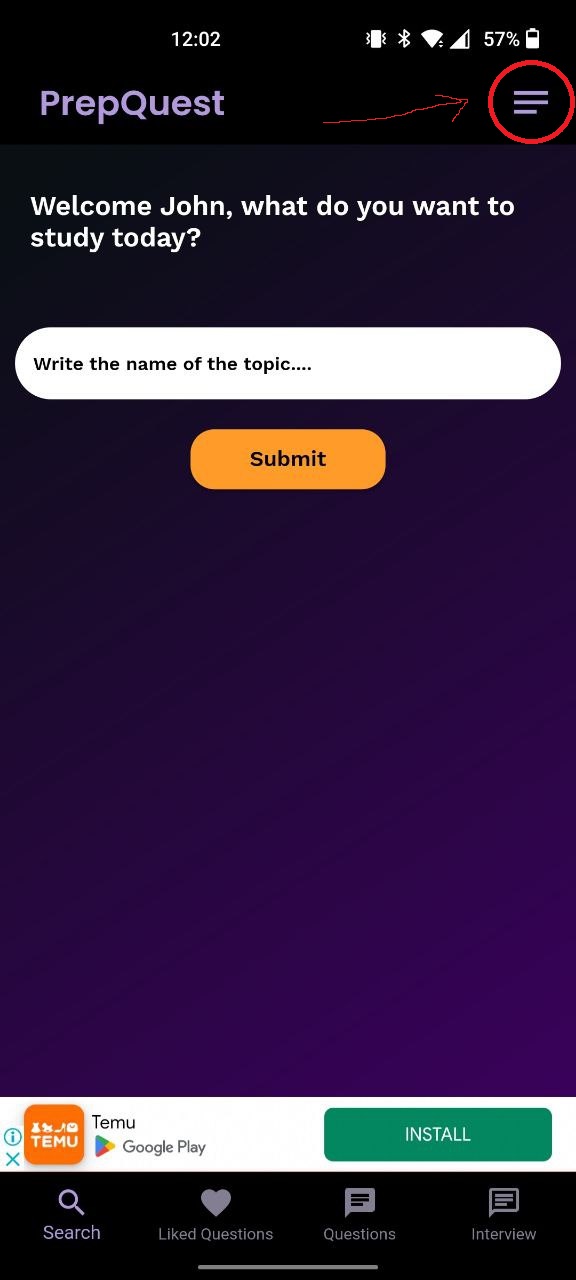 12:02
57%
PrepQuest
Welcome John, what do you want to
study today?
Write the name of the topic....
Submit
TEMU
Temu
Google Play
INSTALL
Search
Liked Questions
Questions
Interview